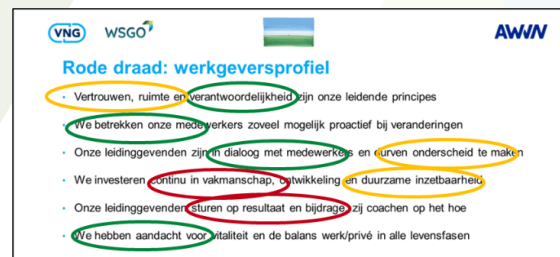 VNG WSGO AWVN
Rode draad: werkgeversprofiel
• Vertrouwen, ruimte en verantwoordelijkheid zijn onze leidende principes
• We betrekken onze medewerkers zoveel mogelijk proactief bij veranderingen
• Onze leidinggevenden zijn in dialoog met medewerkers en durven onderscheid te maken
• We investeren continu in vakmanschap, ontwikkeling en duurzame inzetbaarheid
• Onze leidinggevenden sturen op resultaat en bijdrage, zij coachen op het hoe
• We hebben aandacht voor vitaliteit en de balans werk/privé in alle levensfasen